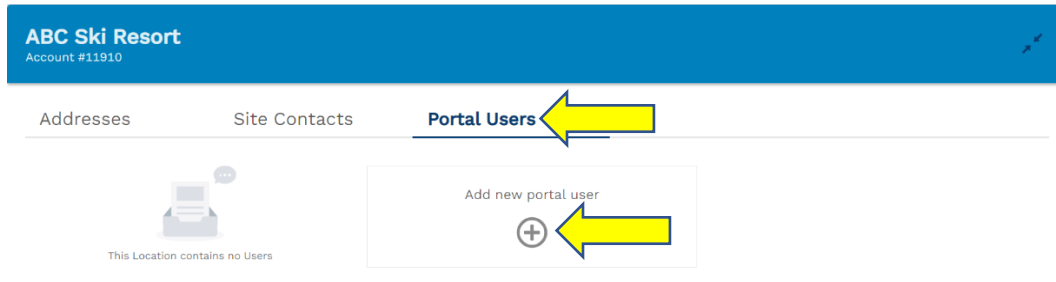 ABC Ski Resort
Account #11910
Addresses Site Contacts Portal Users
Add new portal user
This Location contains no Users